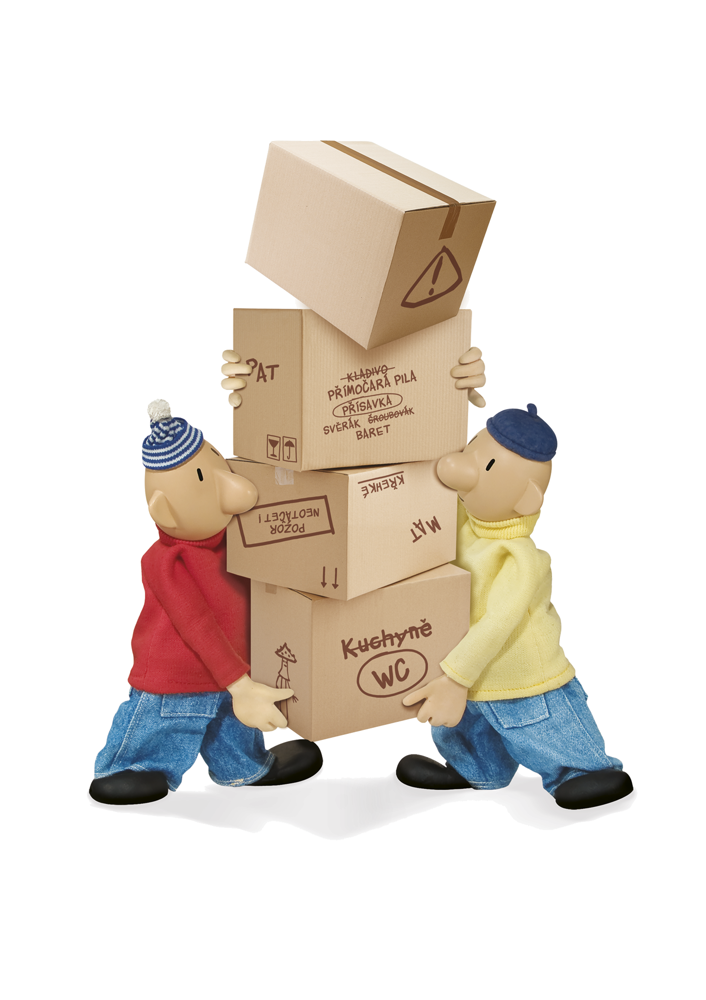 PAT
KLADIVO
PŘÍMOČARÁ PILA
PŘÍSAVKA
SVĚRÁK ŠROUBOVÁK
BARET
KŘEHKÉ
POZOR
NEOTÁČET!
MAT
Kuchyně
WC